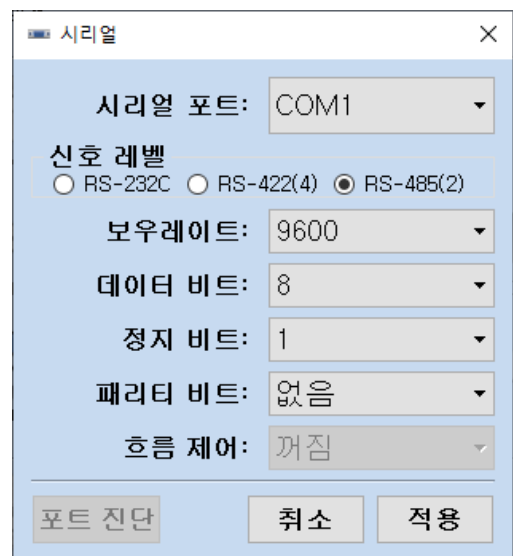 시리얼
시리얼 포트: COM1
신호 레벨
RS-232C RS-422(4) RS-485(2)
보우레이트: 9600
데이터 비트: 8
정지 비트: 1
패리티 비트: 없음
흐름 제어: 꺼짐
포트 진단 취소 적용